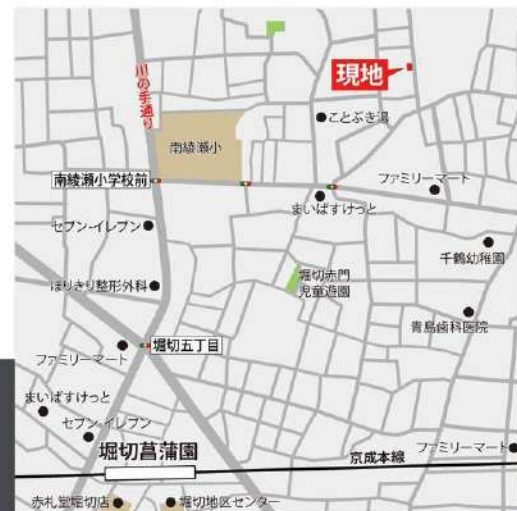 現地
川の手通り
ことぶき湯
南綾瀬小
南綾瀬小学校前
ファミリーマート
まいばすけっと
セブン-イレブン
千鶴幼稚園
堀切赤門
児童遊園
ほりきり整形外科
青島歯科医院
堀切五丁目
ファミリーマート
まいばすけっと
セブン-イレブン
堀切菖蒲園
京成本線
ファミリーマート
赤札堂堀切店
堀切地区センター